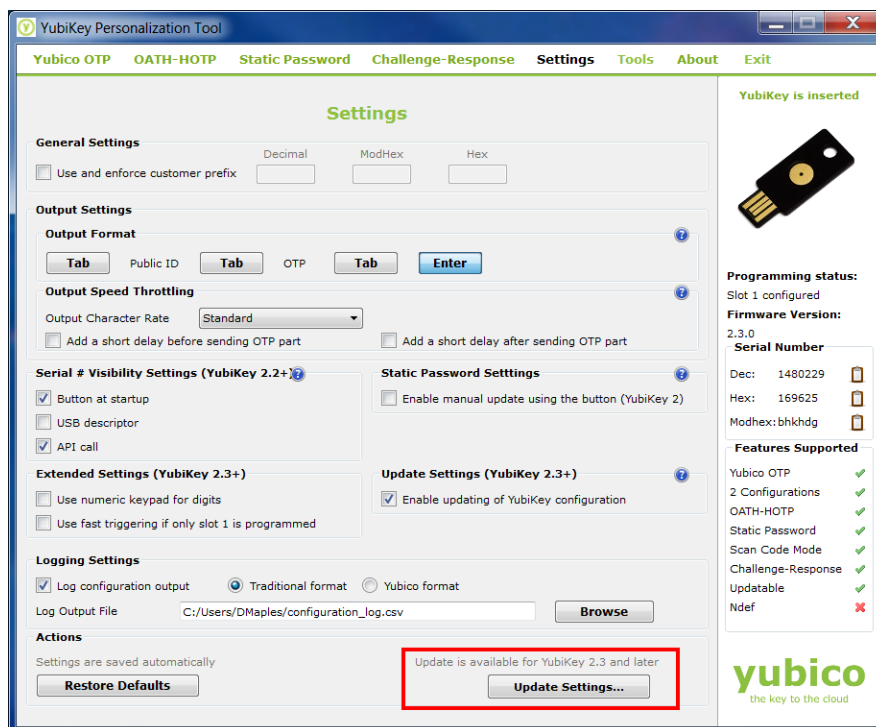 YubiKey Personalization Tool
Yubico OTP OATH-HOTP Static Password Challenge-Response Settings Tools About Exit
Settings
General Settings
Decimal ModHex Hex
Use and enforce customer prefix
Output Settings
Output Format
Tab Public ID Tab OTP Tab Enter
Output Speed Throttling
Output Character Rate Standard
Add a short delay before sending OTP part Add a short delay after sending OTP part
Serial # Visibility Settings (YubiKey 2.2+)
Button at startup
USB descriptor
API call
Static Password Setttings
Enable manual update using the button (YubiKey 2)
Extended Settings (YubiKey 2.3+)
Use numeric keypad for digits
Use fast triggering if only slot 1 is programmed
Update Settings (YubiKey 2.3+)
Enable updating of YubiKey configuration
Logging Settings
Log configuration output Traditional format Yubico format
Log Output File C:/Users/DMaples/configuration_log.csv Browse
Actions
Settings are saved automatically
Restore Defaults
Update is available for YubiKey 2.3 and later
Update Settings...
YubiKey is inserted
Programming status:
Slot 1 configured
Firmware Version:
2.3.0
Serial Number
Dec: 1480229
Hex: 169625
Modhex: bhkhdg
Features Supported
Yubico OTP
2 Configurations
OATH-HOTP
Static Password
Scan Code Mode
Challenge-Response
Updatable
Ndef
yubico
the key to the cloud